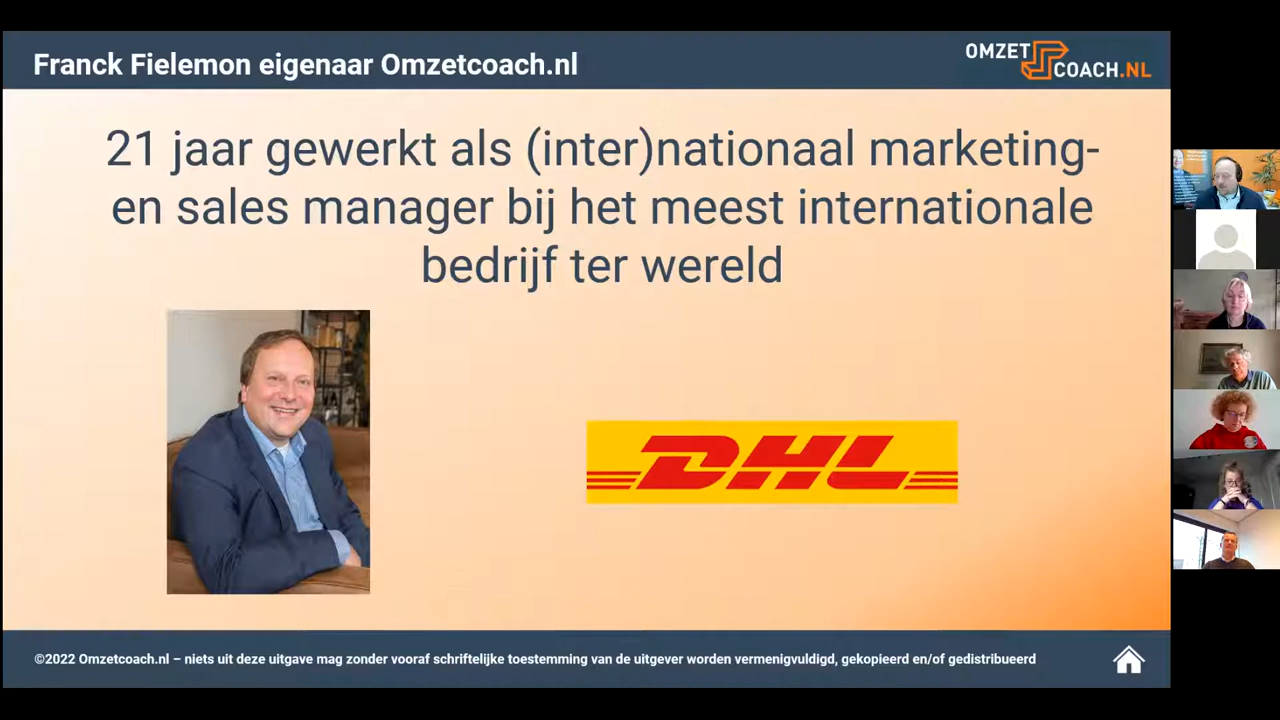 Franck Fielemon eigenaar Omzetcoach.nl
OMZET
COACH.NL
21 jaar gewerkt als (inter)nationaal marketing-
en sales manager bij het meest internationale
bedrijf ter wereld
DHL
©2022 Omzetcoach.nl – niets uit deze uitgave mag zonder vooraf schriftelijke toestemming van de uitgever worden vermenigvuldigd, gekopieerd en/of gedistribueerd